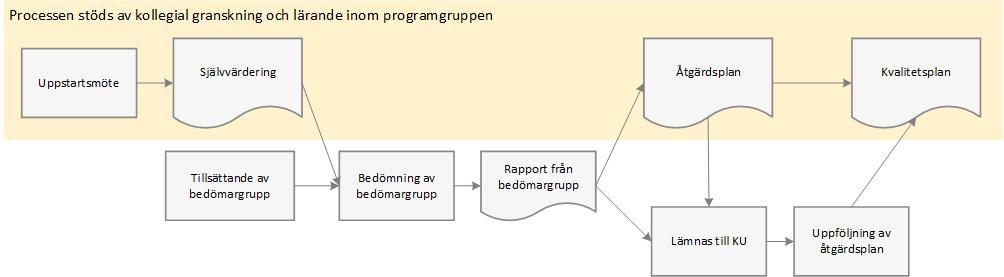 Processen stöds av kollegial granskning och lärande inom programgruppen
Uppstartsmöte
Självvärdering
Åtgärdsplan
Kvalitetsplan
Tillsättande av
bedömargrupp
Bedömning av
bedömargrupp
Rapport från
bedömargrupp
Lämnas till KU
Uppföljning av
åtgärdsplan